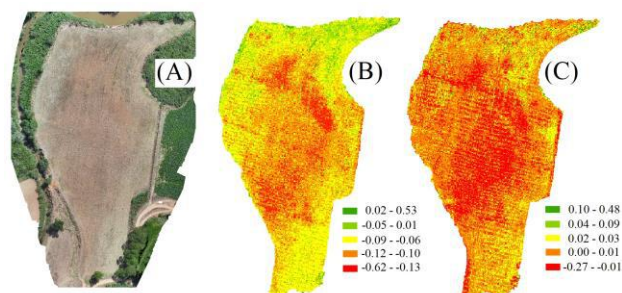 (A)
(B)
(C)
0.02 - 0.53
-0.05 - 0.01
-0.09 - -0.06
-0.12 - -0.10
-0.62 - -0.13
0.10 - 0.48
0.04 - 0.09
0.02 - 0.03
0.00 - 0.01
-0.27 - -0.01